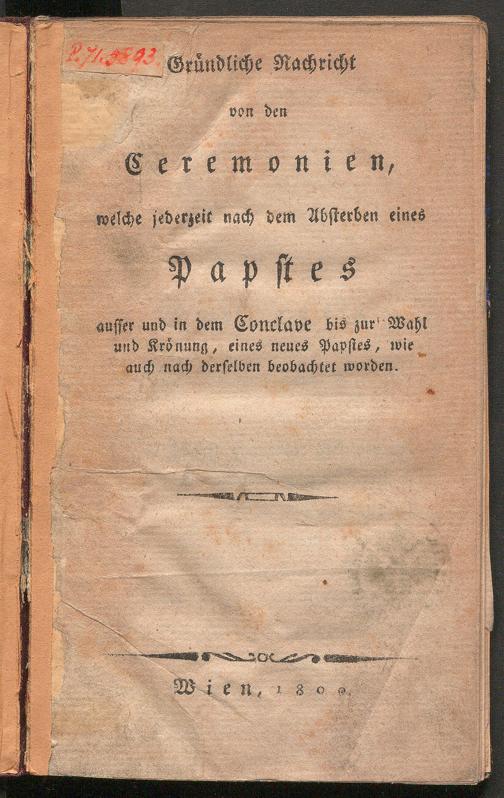 P.71.3893.
Gründliche Nachricht
von den
Ceremonien,
welche jederzeit nach dem Absterben eines
Papstes
ausser und in dem Conclave bis zur Wahl
und Krönung, eines neues Papstes, wie
auch nach derselben beobachtet worden.
Wien, 1800.